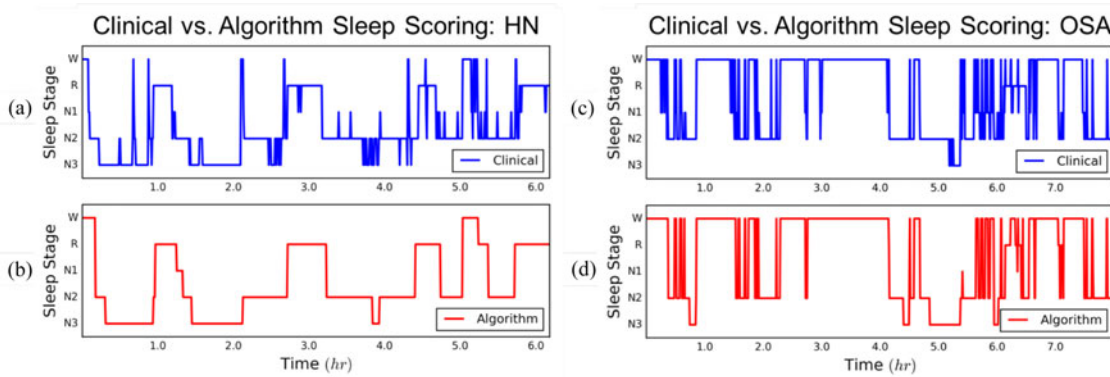 Clinical vs. Algorithm Sleep Scoring: HN
(a)
Sleep Stage
W
R
N1
N2
N3
Clinical
1.0 2.0 3.0 4.0 5.0 6.0
(b)
Sleep Stage
W
R
N1
N2
N3
Algorithm
1.0 2.0 3.0 4.0 5.0 6.0
Time (hr)
Clinical vs. Algorithm Sleep Scoring: OSA
(c)
Sleep Stage
W
R
N1
N2
N3
Clinical
1.0 2.0 3.0 4.0 5.0 6.0 7.0
(d)
Sleep Stage
W
R
N1
N2
N3
Algorithm
1.0 2.0 3.0 4.0 5.0 6.0 7.0
Time (hr)